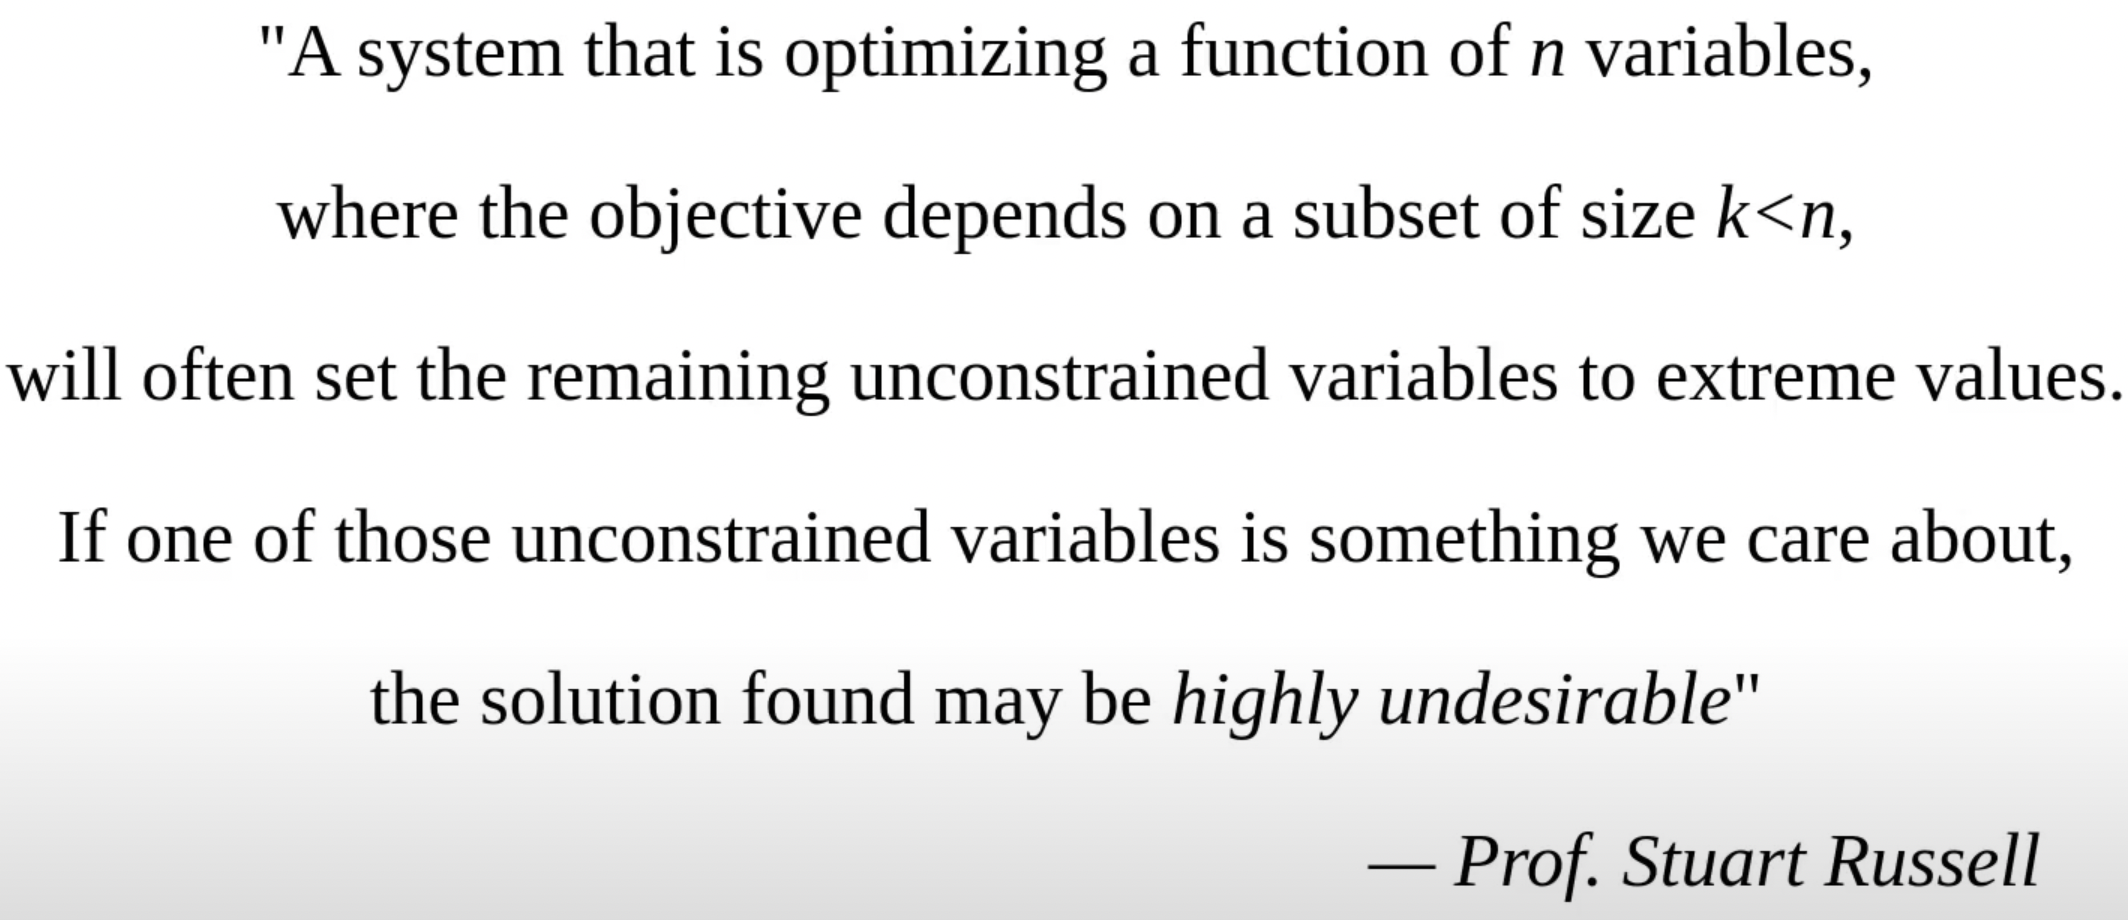 "A system that is optimizing a function of n variables,
where the objective depends on a subset of size k<n,
will often set the remaining unconstrained variables to extreme values.
If one of those unconstrained variables is something we care about,
the solution found may be highly undesirable"
— Prof. Stuart Russell